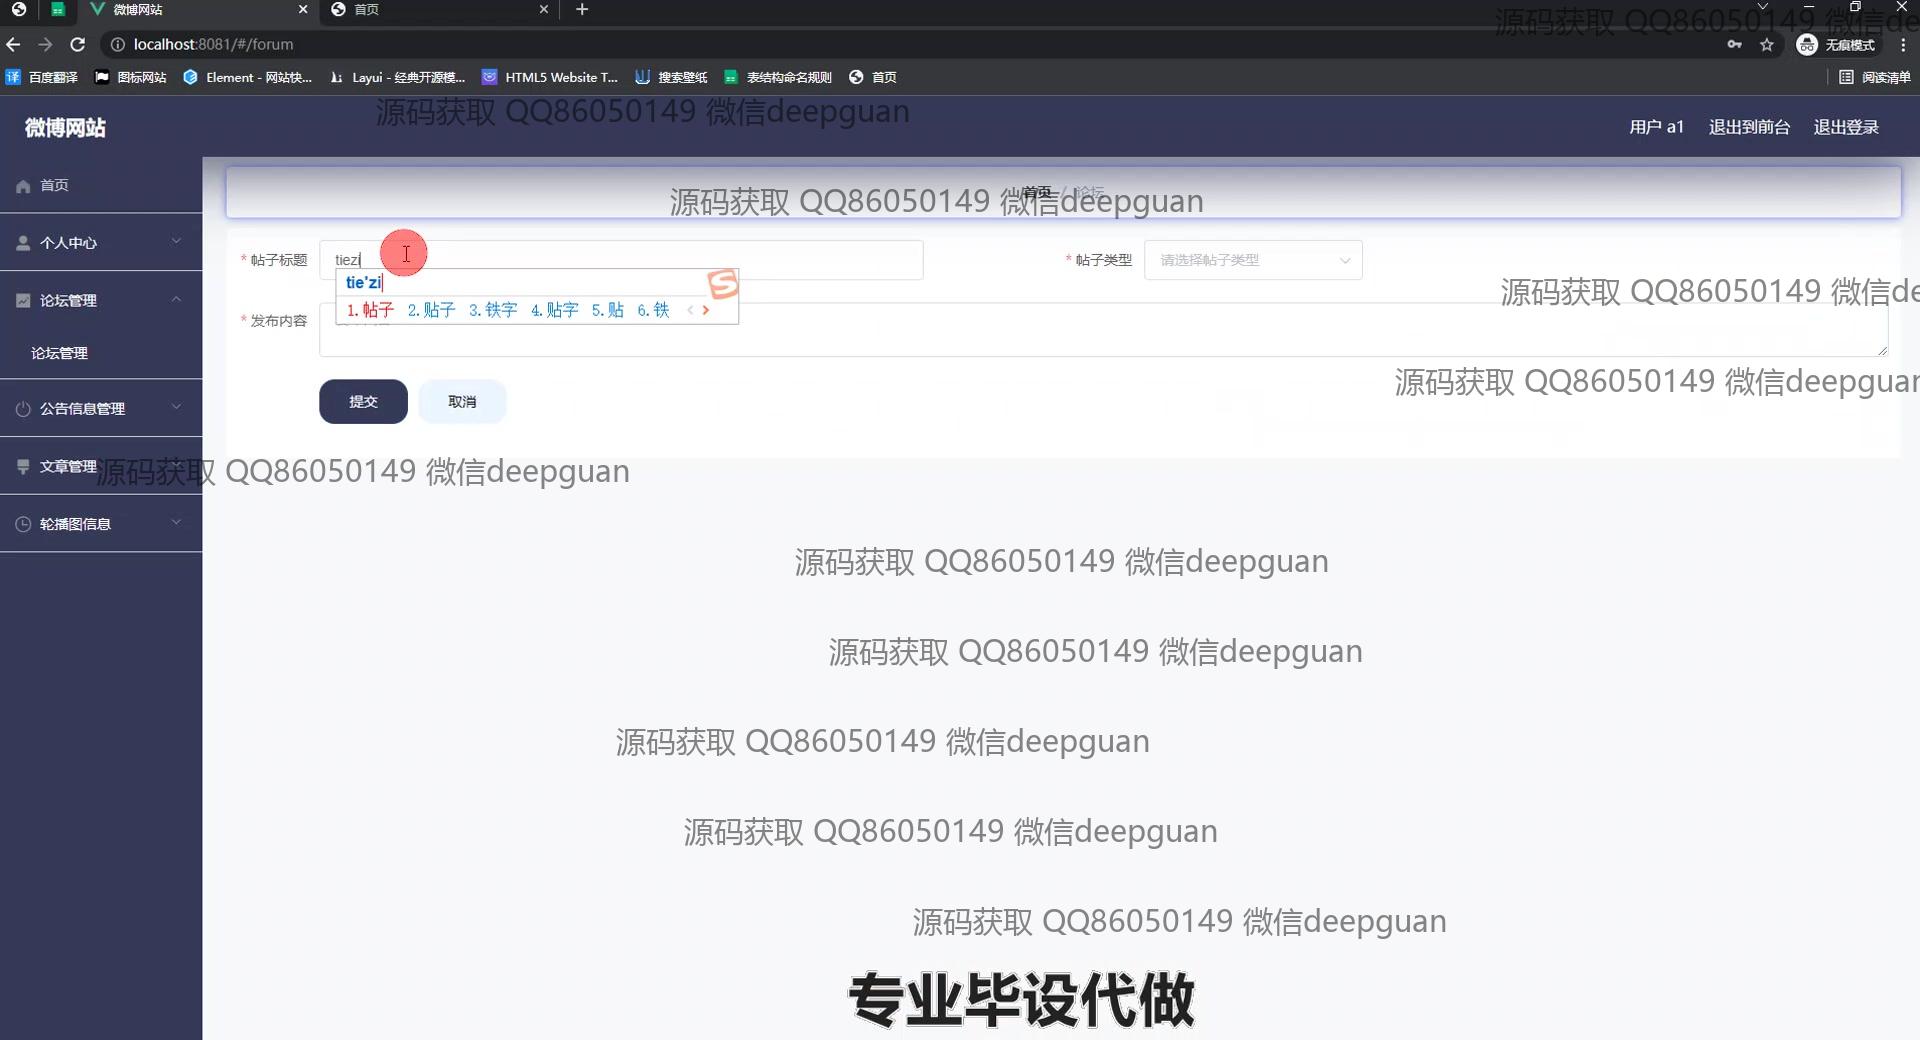 微博网站
首页
localhost:8081/#/forum
无痕模式
百度翻译
图标网站
Element - 网站快...
Layui - 经典开源模...
HTML5 Website T...
搜索壁纸
表结构命名规则
首页
阅读清单
源码获取 QQ86050149 微信de
源码获取 QQ86050149 微信deepguan
微博网站
用户 a1
退出到前台
退出登录
首页
个人中心
论坛管理
论坛管理
公告信息管理
文章管理
轮播图信息
首页 / 论坛
源码获取 QQ86050149 微信deepguan
* 帖子标题
tiezi
* 帖子类型
请选择帖子类型
tie'zi
1.帖子 2.贴子 3.铁字 4.贴字 5.贴 6.铁
* 发布内容
源码获取 QQ86050149 微信de
提交
取消
源码获取 QQ86050149 微信deepguan
源码获取 QQ86050149 微信deepguan
源码获取 QQ86050149 微信deepguan
源码获取 QQ86050149 微信deepguan
源码获取 QQ86050149 微信deepguan
源码获取 QQ86050149 微信deepguan
源码获取 QQ86050149 微信deepguan
专业毕设代做